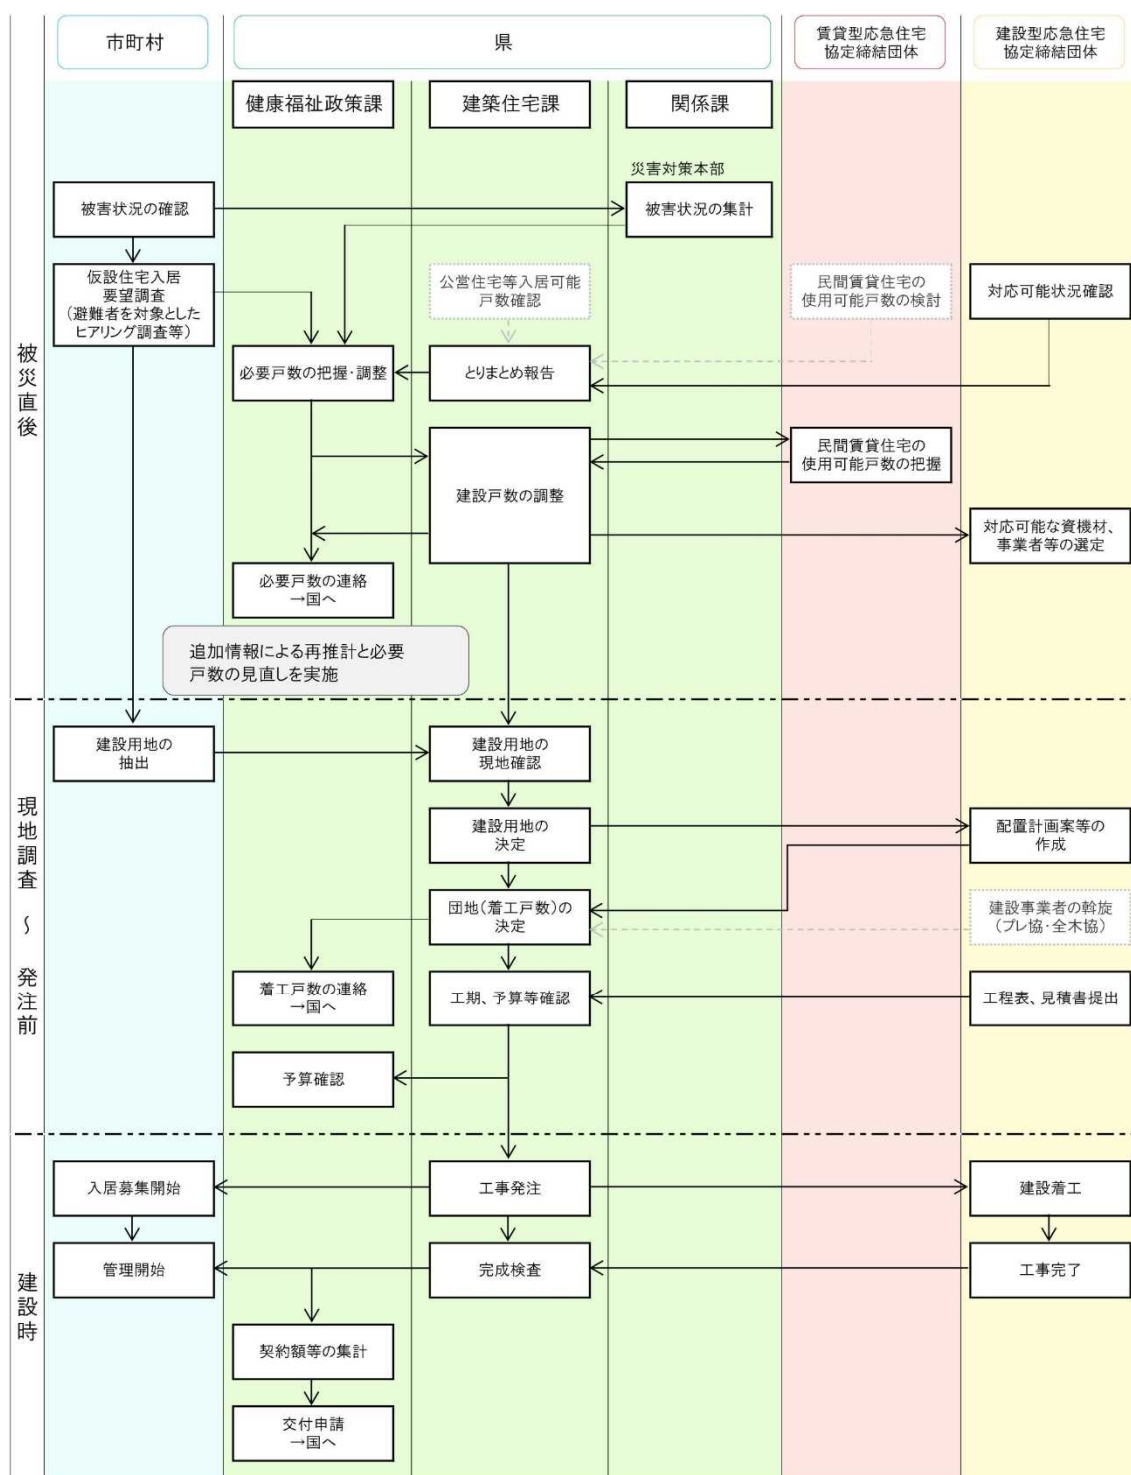 市町村
県
賃貸型応急住宅
協定締結団体
建設型応急住宅
協定締結団体
健康福祉政策課
建築住宅課
関係課
被災直後
災害対策本部
被害状況の確認
被害状況の集計
仮設住宅入居
要望調査
(避難者を対象とした
ヒアリング調査等)
公営住宅等入居可能
戸数確認
民間賃貸住宅の
使用可能戸数の検討
対応可能状況確認
必要戸数の把握・調整
とりまとめ報告
建設戸数の調整
民間賃貸住宅の
使用可能戸数の把握
対応可能な資機材、
事業者等の選定
必要戸数の連絡
→国へ
追加情報による再推計と必要
戸数の見直しを実施
現地調査～発注前
建設用地の
抽出
建設用地の
現地確認
建設用地の
決定
配置計画案等の
作成
団地(着工戸数)の
決定
建設事業者の斡旋
(プレ協・全木協)
着工戸数の連絡
→国へ
工期、予算等確認
工程表、見積書提出
予算確認
建設時
入居募集開始
工事発注
建設着工
管理開始
完成検査
工事完了
契約額等の集計
交付申請
→国へ